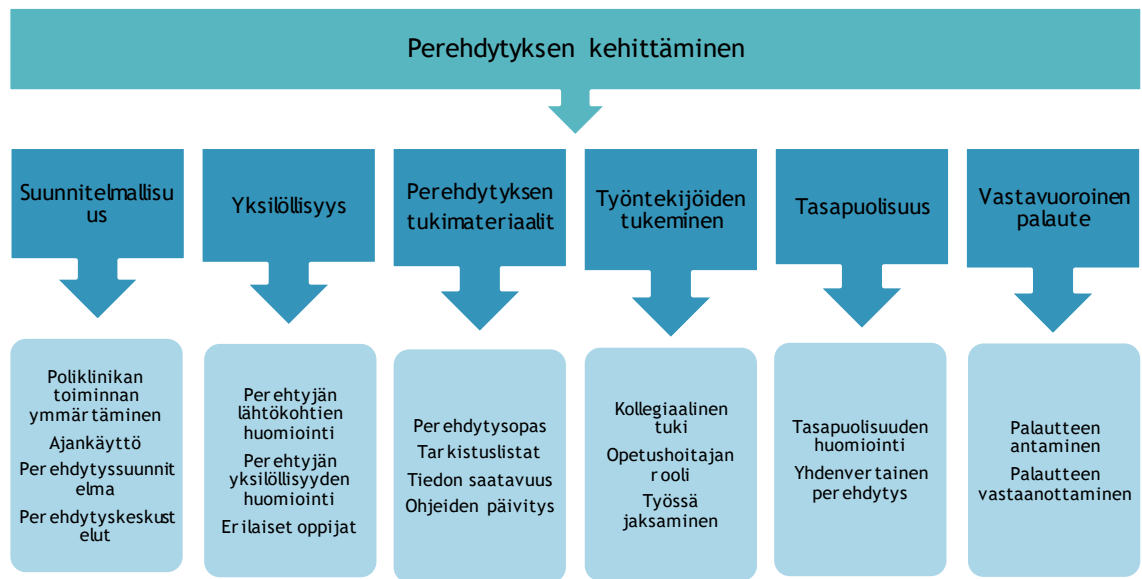 Perehdytyksen kehittäminen
Suunnitelmallisu
us
Yksilöllisyys
Perehdytyksen
tukimateriaalit
Työntekijöiden
tukeminen
Tasapuolisuus
Vastavuoroinen
palaute
Poliklinikan
toiminnan
ymmärtäminen
Ajankäyttö
Perehdytyssuunnit
elma
Perehdytyskeskust
elut
Perehtyjän
lähtökohtien
huomiointi
Perehtyjän
yksilöllisyyden
huomiointi
Erilaiset oppijat
Perehdytysopas
Tarkistuslistat
Tiedon saatavuus
Ohjeiden päivitys
Kollegiaalinen
tuki
Opetushoitajan
rooli
Työssä
jaksaminen
Tasapuolisuuden
huomiointi
Yhdenvertainen
perehdytys
Palautteen
antaminen
Palautteen
vastaanottaminen